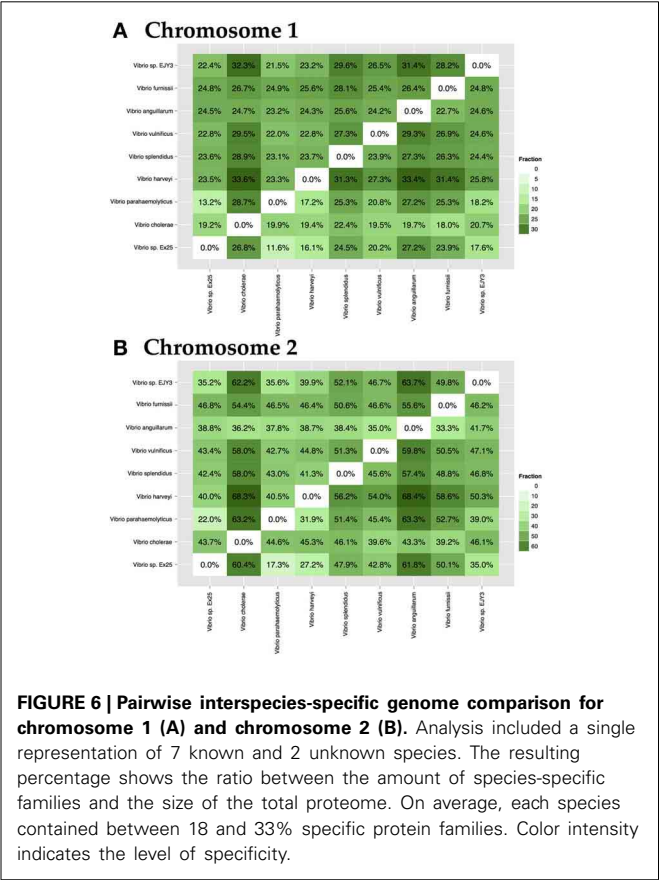 A Chromosome 1
Vibrio sp. EJY3 22.4% 32.3% 21.5% 23.2% 29.6% 26.5% 31.4% 28.2% 0.0%
Vibrio furnissii 24.8% 26.7% 24.9% 25.6% 28.1% 25.4% 26.4% 0.0% 24.8%
Vibrio anguillarum 24.5% 24.7% 23.2% 24.3% 25.6% 24.2% 0.0% 22.7% 24.6%
Vibrio vulnificus 22.8% 29.5% 22.0% 22.8% 27.3% 0.0% 29.3% 26.9% 24.6%
Vibrio splendidus 23.6% 28.9% 23.1% 23.7% 0.0% 23.9% 27.3% 26.3% 24.4%
Vibrio harveyi 23.5% 33.6% 23.3% 0.0% 31.3% 27.3% 33.4% 31.4% 25.8%
Vibrio parahaemolyticus 13.2% 28.7% 0.0% 17.2% 25.3% 20.8% 27.2% 25.3% 18.2%
Vibrio cholerae 19.2% 0.0% 19.9% 19.4% 22.4% 19.5% 19.7% 18.0% 20.7%
Vibrio sp. Ex25 0.0% 26.8% 11.6% 16.1% 24.5% 20.2% 27.2% 23.9% 17.6%
Vibrio sp. Ex25
Vibrio cholerae
Vibrio parahaemolyticus
Vibrio harveyi
Vibrio splendidus
Vibrio vulnificus
Vibrio anguillarum
Vibrio furnissii
Vibrio sp. EJY3
Fraction
0
5
10
15
20
25
30
B Chromosome 2
Vibrio sp. EJY3 35.2% 62.2% 35.6% 39.9% 52.1% 46.7% 63.7% 49.8% 0.0%
Vibrio furnissii 46.8% 54.4% 46.5% 46.4% 50.6% 46.6% 55.6% 0.0% 46.2%
Vibrio anguillarum 38.8% 36.2% 37.8% 38.7% 38.4% 35.0% 0.0% 33.3% 41.7%
Vibrio vulnificus 43.4% 58.0% 42.7% 44.8% 51.3% 0.0% 59.8% 50.5% 47.1%
Vibrio splendidus 42.4% 58.0% 43.0% 41.3% 0.0% 45.6% 57.4% 48.8% 46.8%
Vibrio harveyi 40.0% 68.3% 40.5% 0.0% 56.2% 54.0% 68.4% 58.6% 50.3%
Vibrio parahaemolyticus 22.0% 63.2% 0.0% 31.9% 51.4% 45.4% 63.3% 52.7% 39.0%
Vibrio cholerae 43.7% 0.0% 44.6% 45.3% 46.1% 39.6% 43.3% 39.2% 46.1%
Vibrio sp. Ex25 0.0% 60.4% 17.3% 27.2% 47.9% 42.8% 61.8% 50.1% 35.0%
Vibrio sp. Ex25
Vibrio cholerae
Vibrio parahaemolyticus
Vibrio harveyi
Vibrio splendidus
Vibrio vulnificus
Vibrio anguillarum
Vibrio furnissii
Vibrio sp. EJY3
Fraction
0
10
20
30
40
50
60
FIGURE 6 | Pairwise interspecies-specific genome comparison for
chromosome 1 (A) and chromosome 2 (B). Analysis included a single
representation of 7 known and 2 unknown species. The resulting
percentage shows the ratio between the amount of species-specific
families and the size of the total proteome. On average, each species
contained between 18 and 33% specific protein families. Color intensity
indicates the level of specificity.